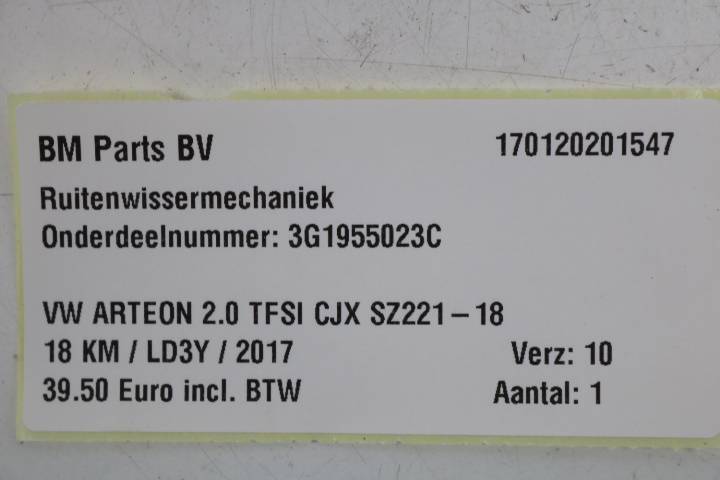 BM Parts BV 170120201547
Ruitenwissermechaniek
Onderdeelnummer: 3G1955023C
VW ARTEON 2.0 TFSI CJX SZ221-18
18 KM / LD3Y / 2017 Verz: 10
39.50 Euro incl. BTW Aantal: 1